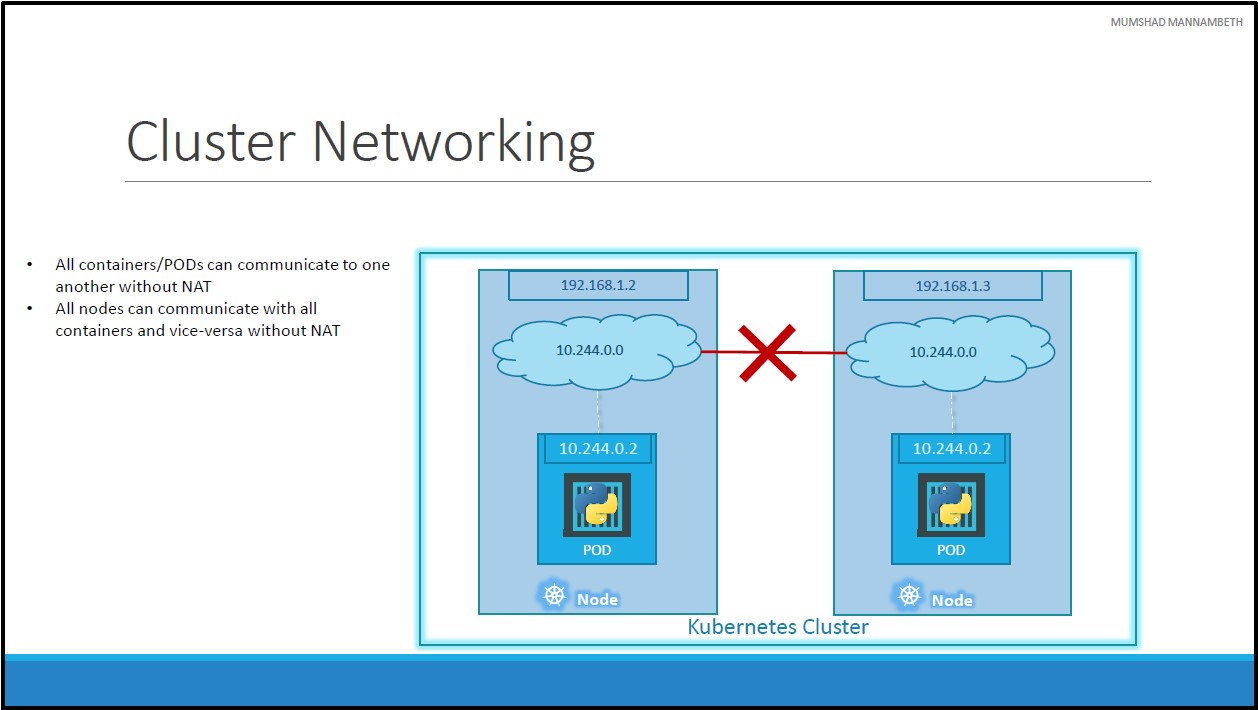 MUMSHAD MANNAMBETH
Cluster Networking
• All containers/PODs can communicate to one
another without NAT
• All nodes can communicate with all
containers and vice-versa without NAT
192.168.1.2
192.168.1.3
10.244.0.0
10.244.0.0
10.244.0.2
10.244.0.2
POD
POD
Node
Node
Kubernetes Cluster